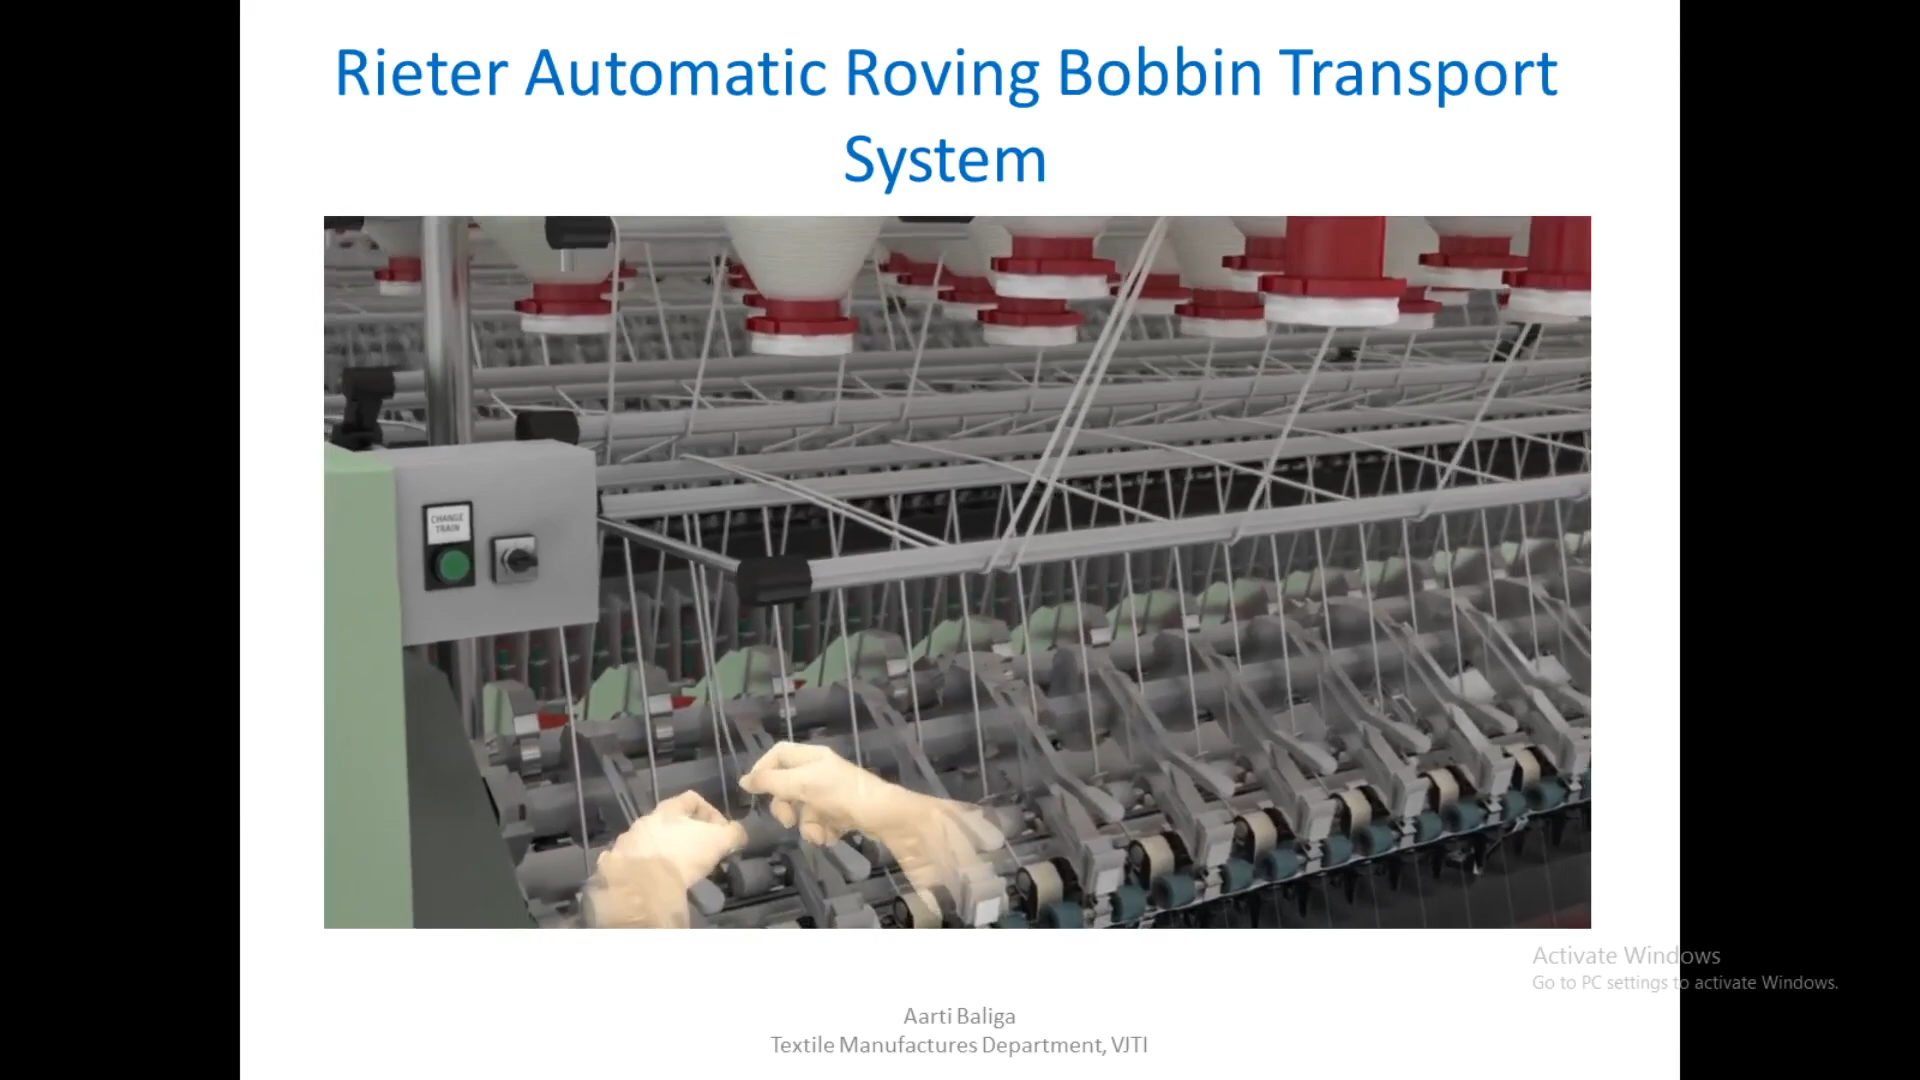 Rieter Automatic Roving Bobbin Transport
System
CHANGE
TRAIN
Activate Windows
Go to PC settings to activate Windows.
Aarti Baliga
Textile Manufactures Department, VJTI